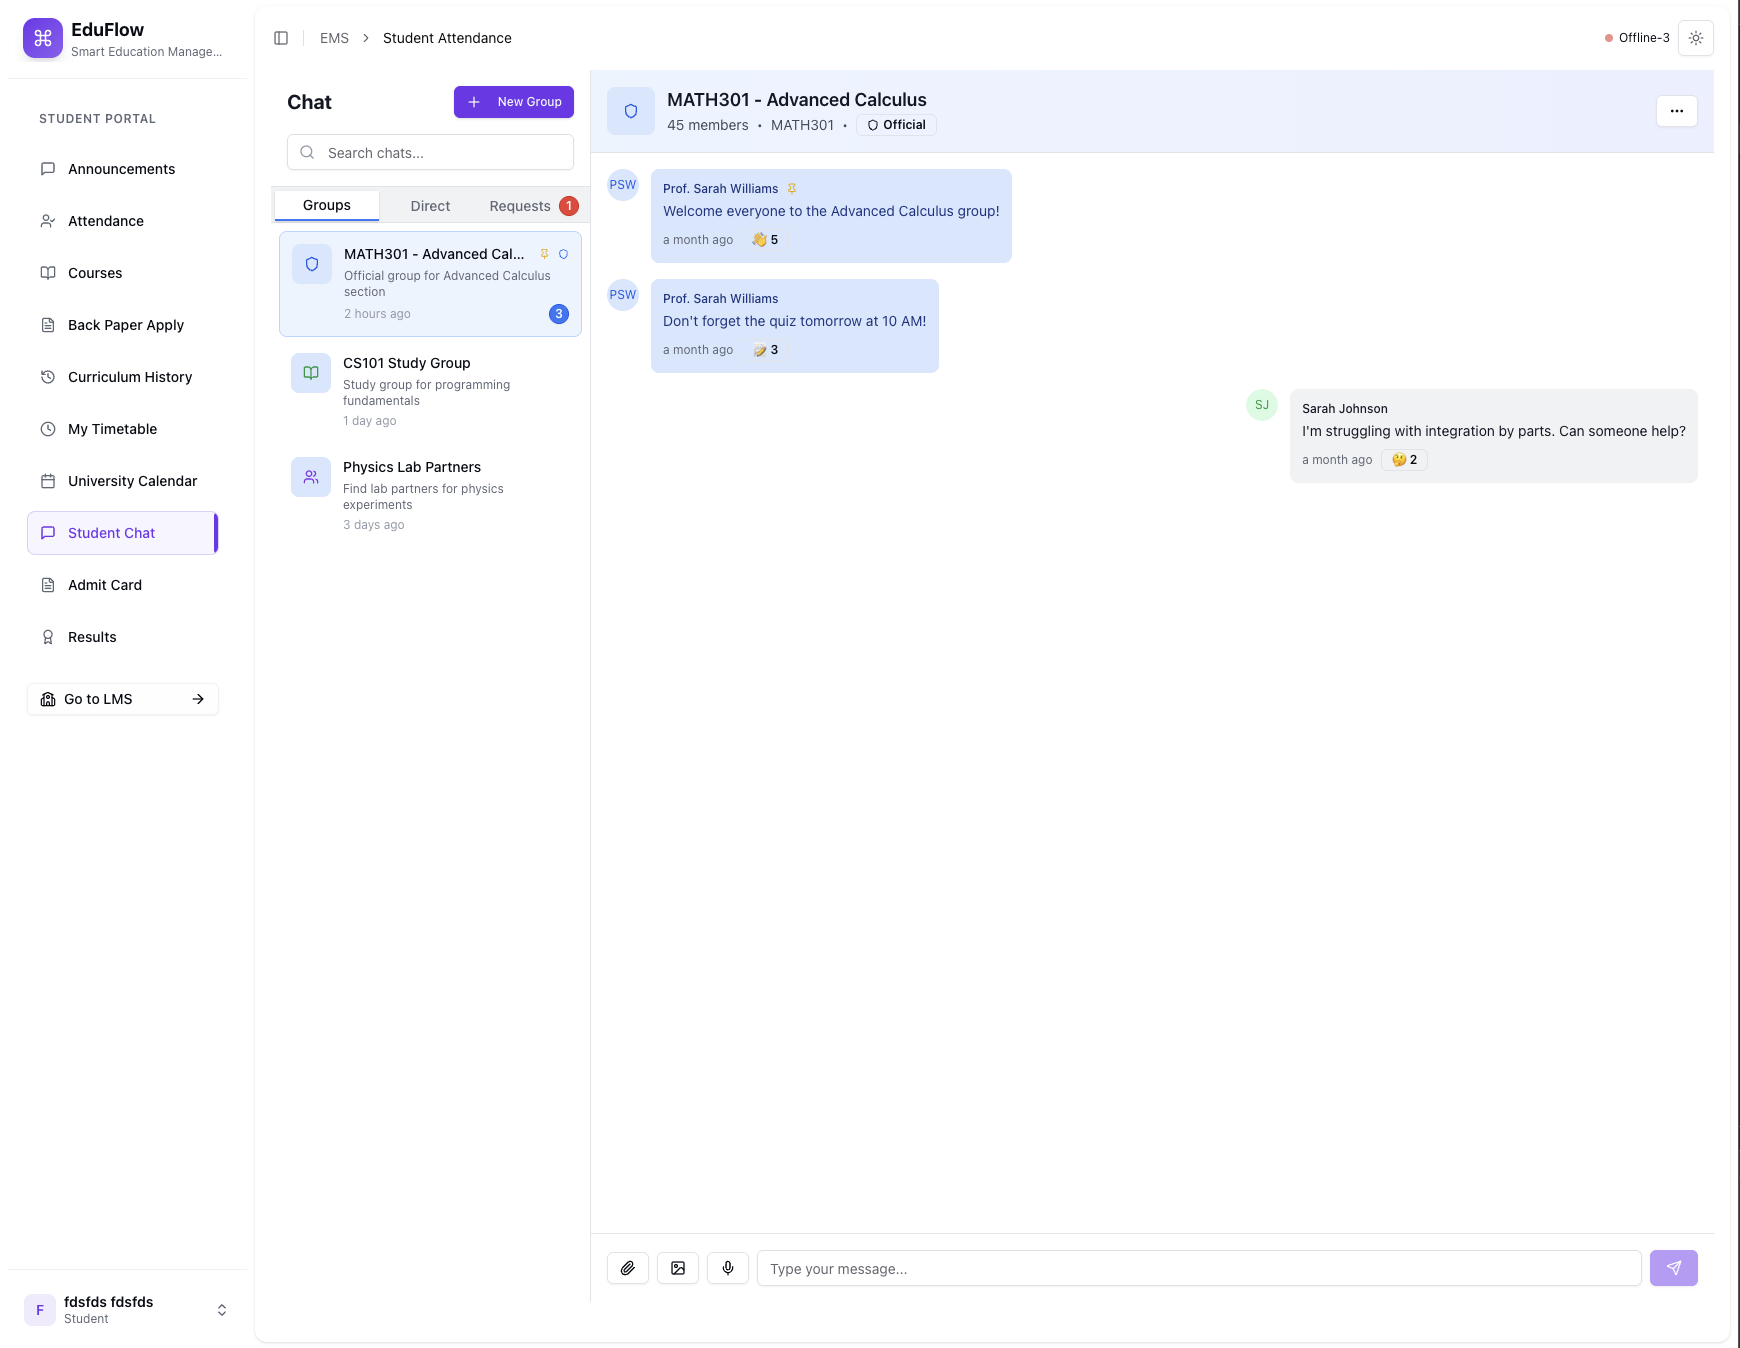 EduFlow
Smart Education Manage...
STUDENT PORTAL
Announcements
Attendance
Courses
Back Paper Apply
Curriculum History
My Timetable
University Calendar
Student Chat
Admit Card
Results
Go to LMS
F
fdsfds fdsfds
Student
EMS
Student Attendance
Offline-3
Chat
New Group
Search chats...
Groups
Direct
Requests 1
MATH301 - Advanced Cal...
Official group for Advanced Calculus
section
2 hours ago
3
CS101 Study Group
Study group for programming
fundamentals
1 day ago
Physics Lab Partners
Find lab partners for physics
experiments
3 days ago
MATH301 - Advanced Calculus
45 members • MATH301 • Official
PSW
Prof. Sarah Williams
Welcome everyone to the Advanced Calculus group!
a month ago 👋 5
PSW
Prof. Sarah Williams
Don't forget the quiz tomorrow at 10 AM!
a month ago 📝 3
SJ
Sarah Johnson
I'm struggling with integration by parts. Can someone help?
a month ago 🤔 2
Type your message...